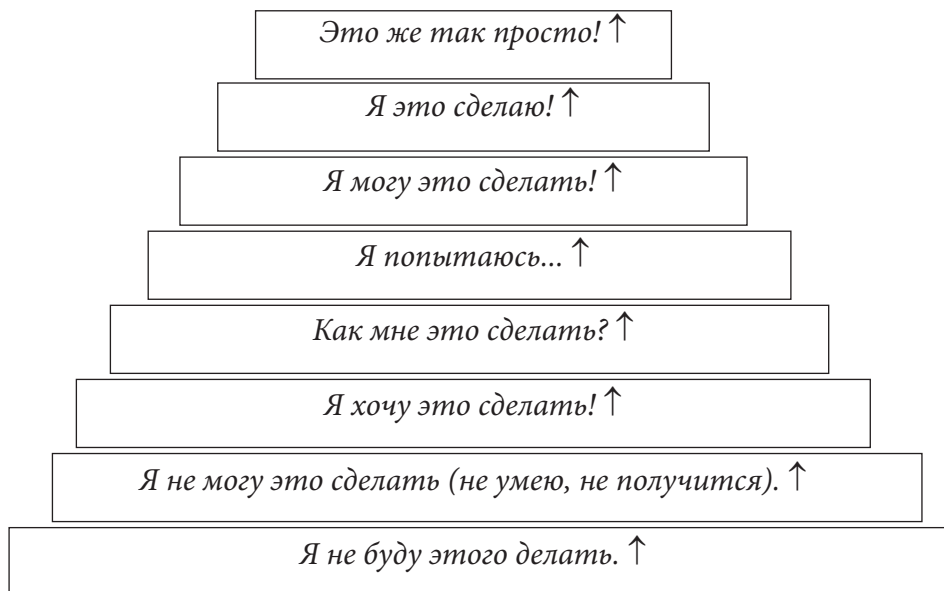 Это же так просто! ↑
Я это сделаю! ↑
Я могу это сделать! ↑
Я попытаюсь... ↑
Как мне это сделать? ↑
Я хочу это сделать! ↑
Я не могу это сделать (не умею, не получится). ↑
Я не буду этого делать. ↑